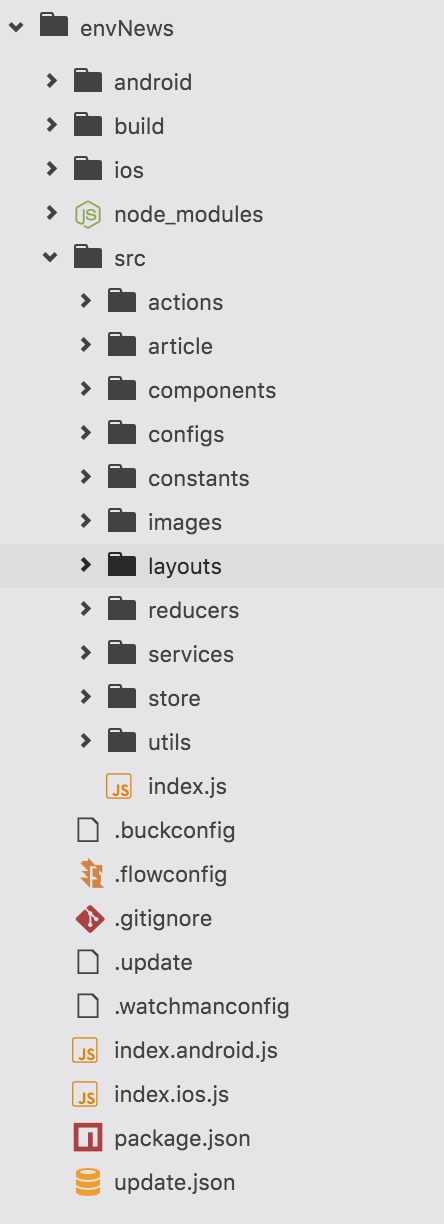 envNews
android
build
ios
node_modules
src
actions
article
components
configs
constants
images
layouts
reducers
services
store
utils
index.js
.buckconfig
.flowconfig
.gitignore
.update
.watchmanconfig
index.android.js
index.ios.js
package.json
update.json